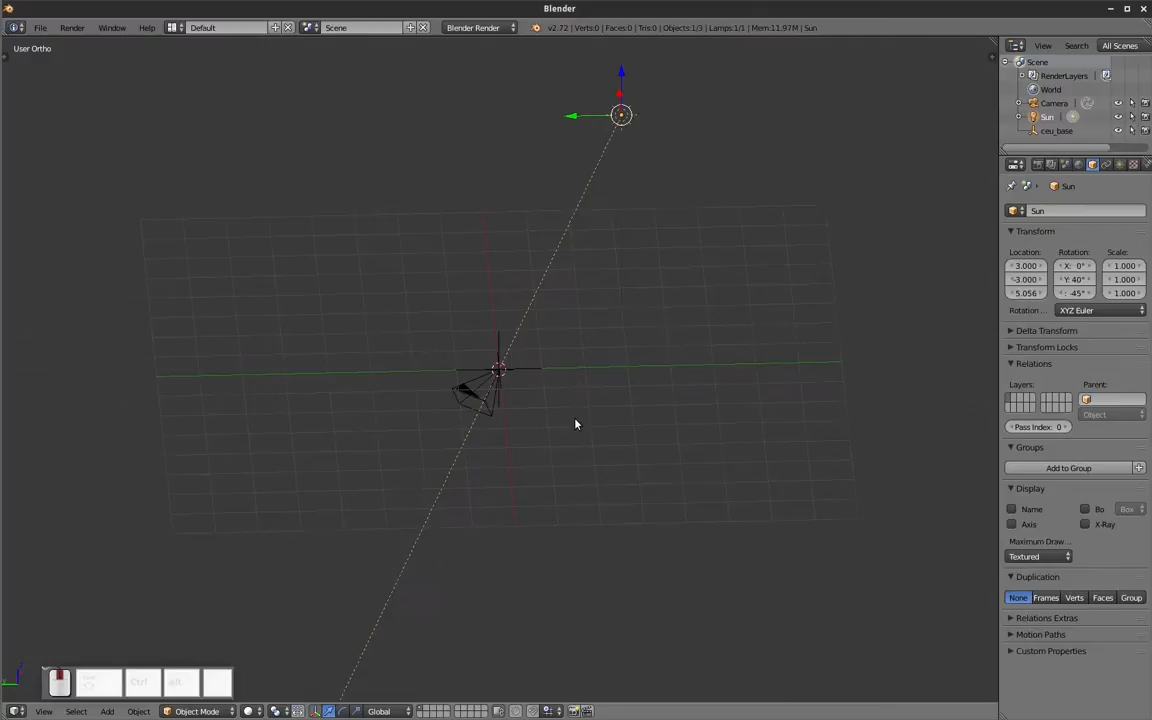 Blender
File Render Window Help Default Scene Blender Render v2.72 | Verts:0 | Faces:0 | Tris:0 | Objects:1/3 | Lamps:1/1 | Mem:11.97M | Sun
User Ortho
View Search All Scenes
Scene
RenderLayers
World
Camera
Sun
ceu_base
Sun
Sun
Transform
Location: Rotation: Scale:
3.000 X: 0° 1.000
-3.000 Y: 40° 1.000
5.056 : -45° 1.000
Rotation ... XYZ Euler
Delta Transform
Transform Locks
Relations
Layers: Parent:
Object
Pass Index: 0
Groups
Add to Group
Display
Name Bo Box
Axis X-Ray
Maximum Draw...
Textured
Duplication
None Frames Verts Faces Group
Relations Extras
Motion Paths
Custom Properties
Ctrl alt
View Select Add Object Object Mode Global